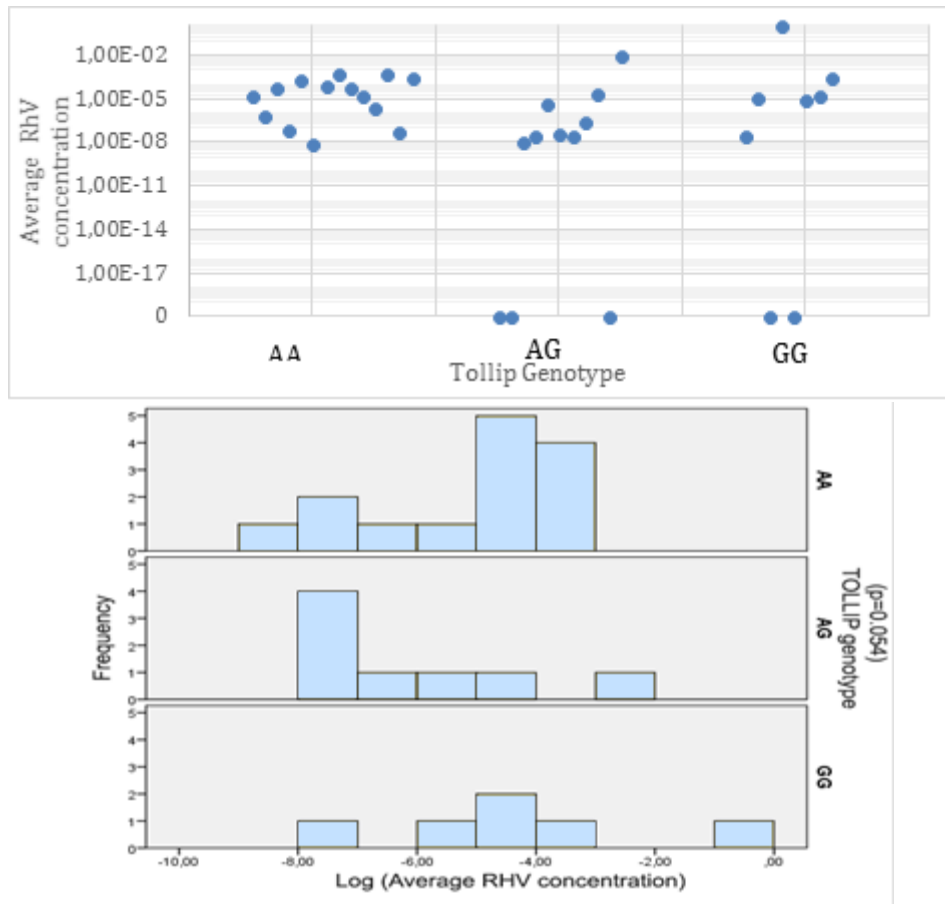 Average RhV
concentration
1,00E-02
1,00E-05
1,00E-08
1,00E-11
1,00E-14
1,00E-17
0
AA
AG
GG
Tollip Genotype
Frequency
5
4
3
2
1
0
AA
5
4
3
2
1
0
AG
5
4
3
2
1
0
GG
TOLLIP genotype
(p=0.054)
-10,00
-8,00
-6,00
-4,00
-2,00
,00
Log (Average RHV concentration)